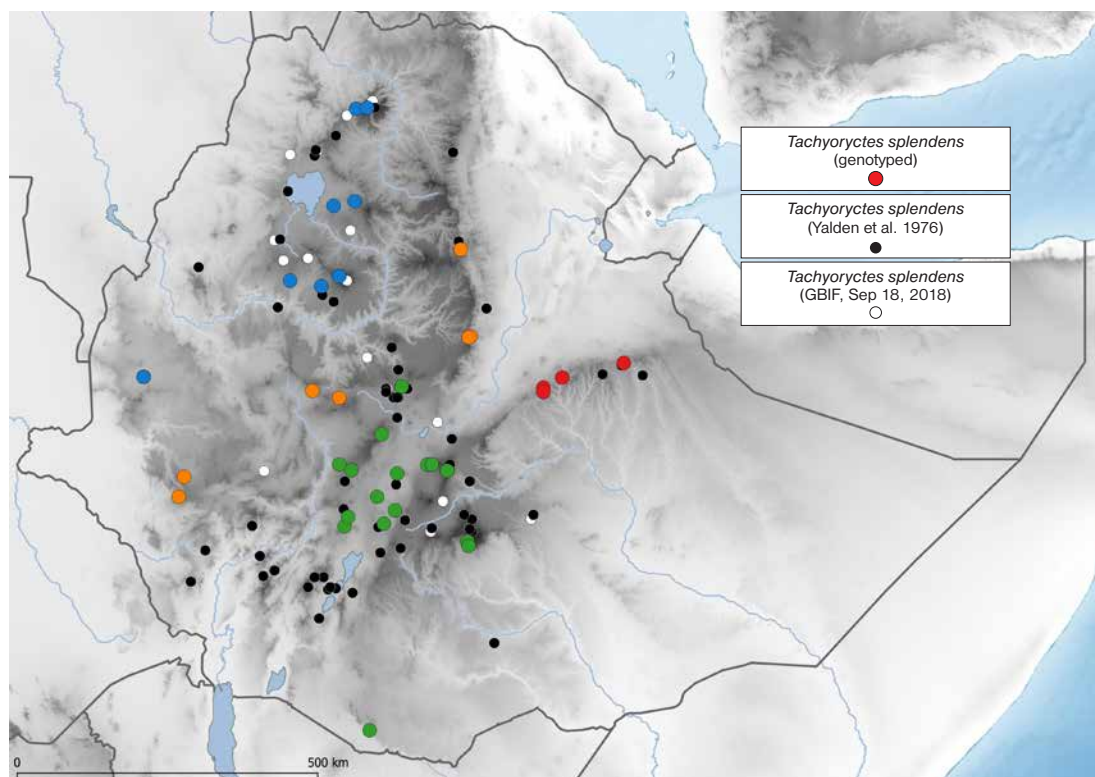 Tachyoryctes splendens
(genotyped)
Tachyoryctes splendens
(Yalden et al. 1976)
Tachyoryctes splendens
(GBIF, Sep 18, 2018)
0
500 km